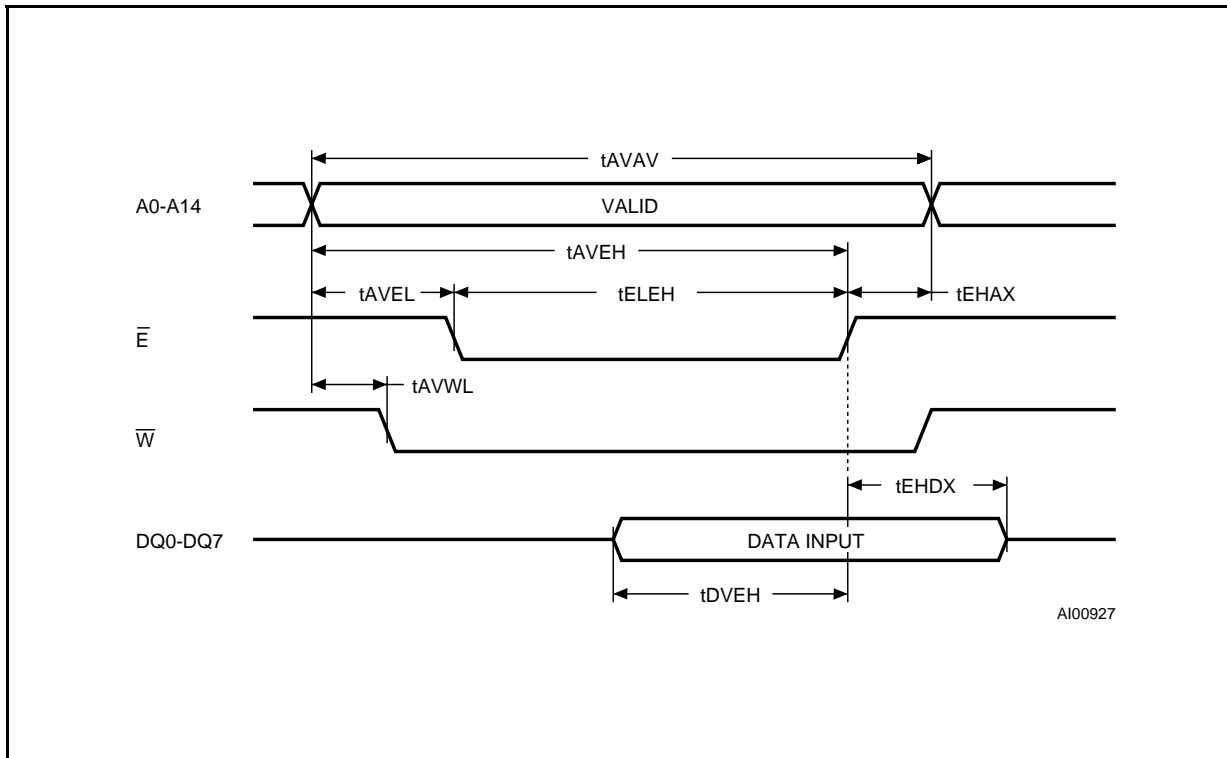 tAVAV
A0-A14
VALID
tAVEH
tAVEL
tELEH
tEHAX
E̅
tAVWL
W̅
tEHDX
DQ0-DQ7
DATA INPUT
tDVEH
AI00927